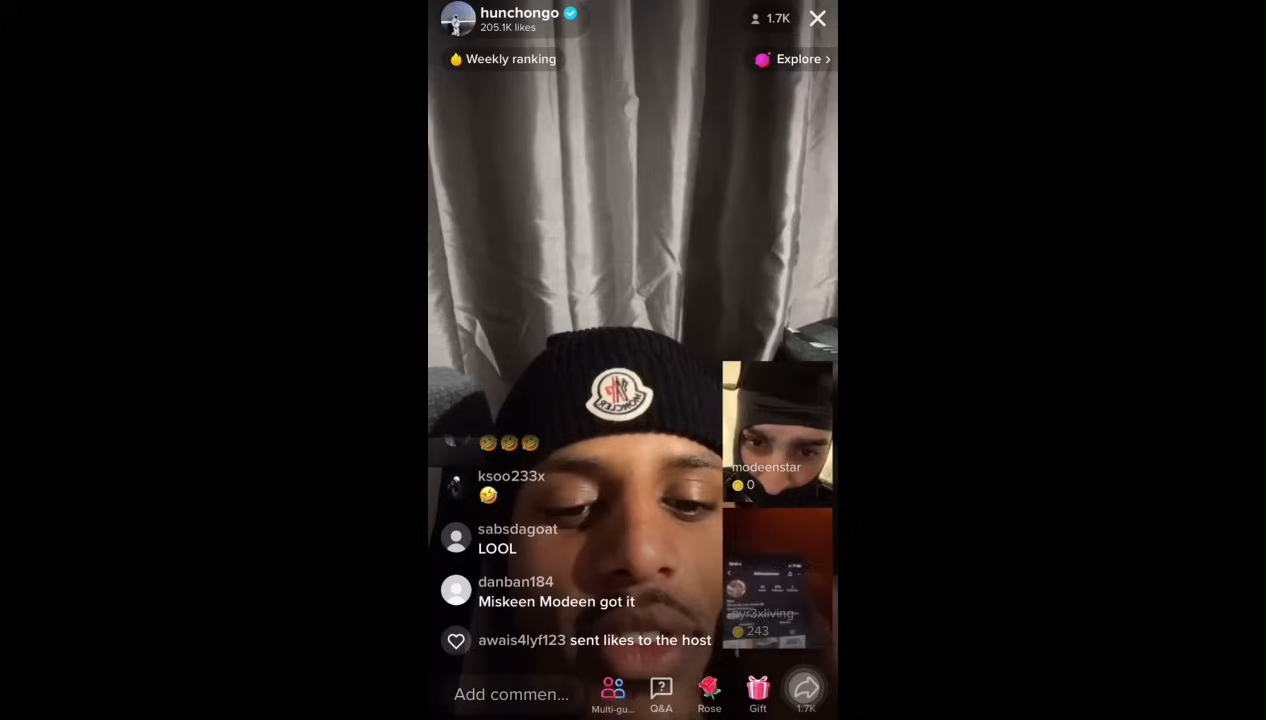 hunchongo
205.1K likes
1.7K
Weekly ranking
Explore >
MONCLER
ksoo233x
🤣
sabsdagoat
LOOL
danban184
Miskeen Modeen got it
awais4lyf123 sent likes to the host
modeenstar
0
243
Add commen...
Multi-gu...
Q&A
Rose
Gift
1.7K